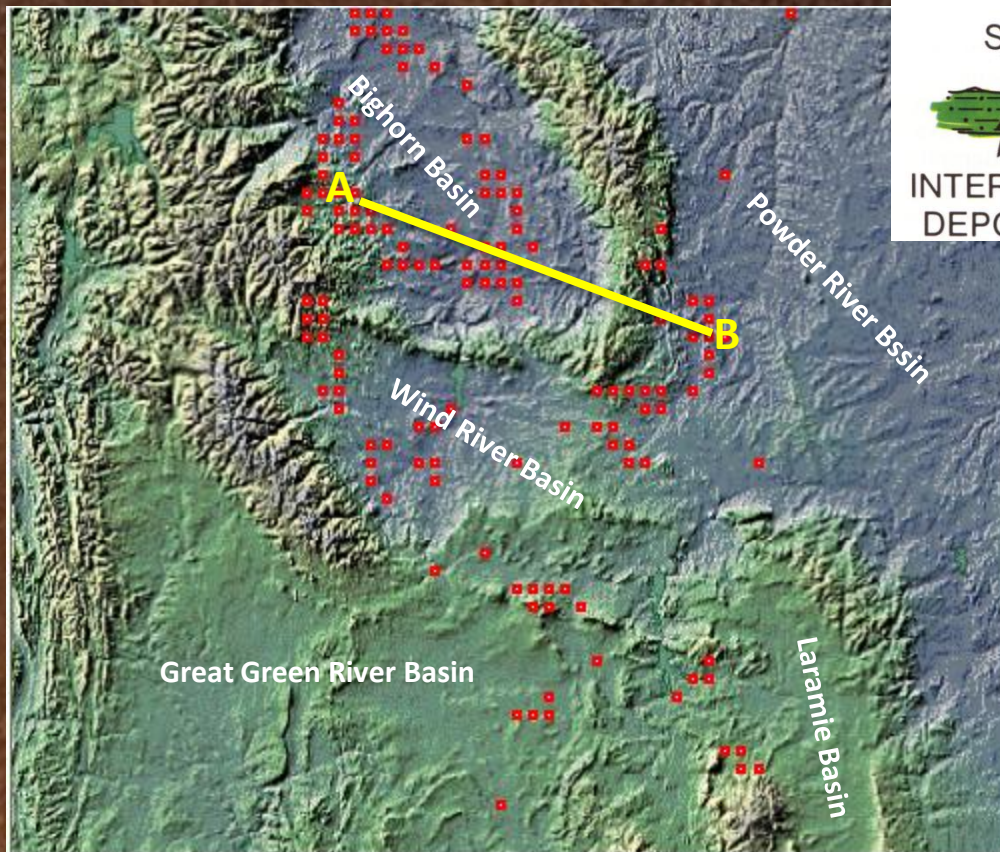 S
INTER
DEPO
Bighorn Basin
A
Powder River Bssin
B
Wind River Basin
Great Green River Basin
Laramie Basin